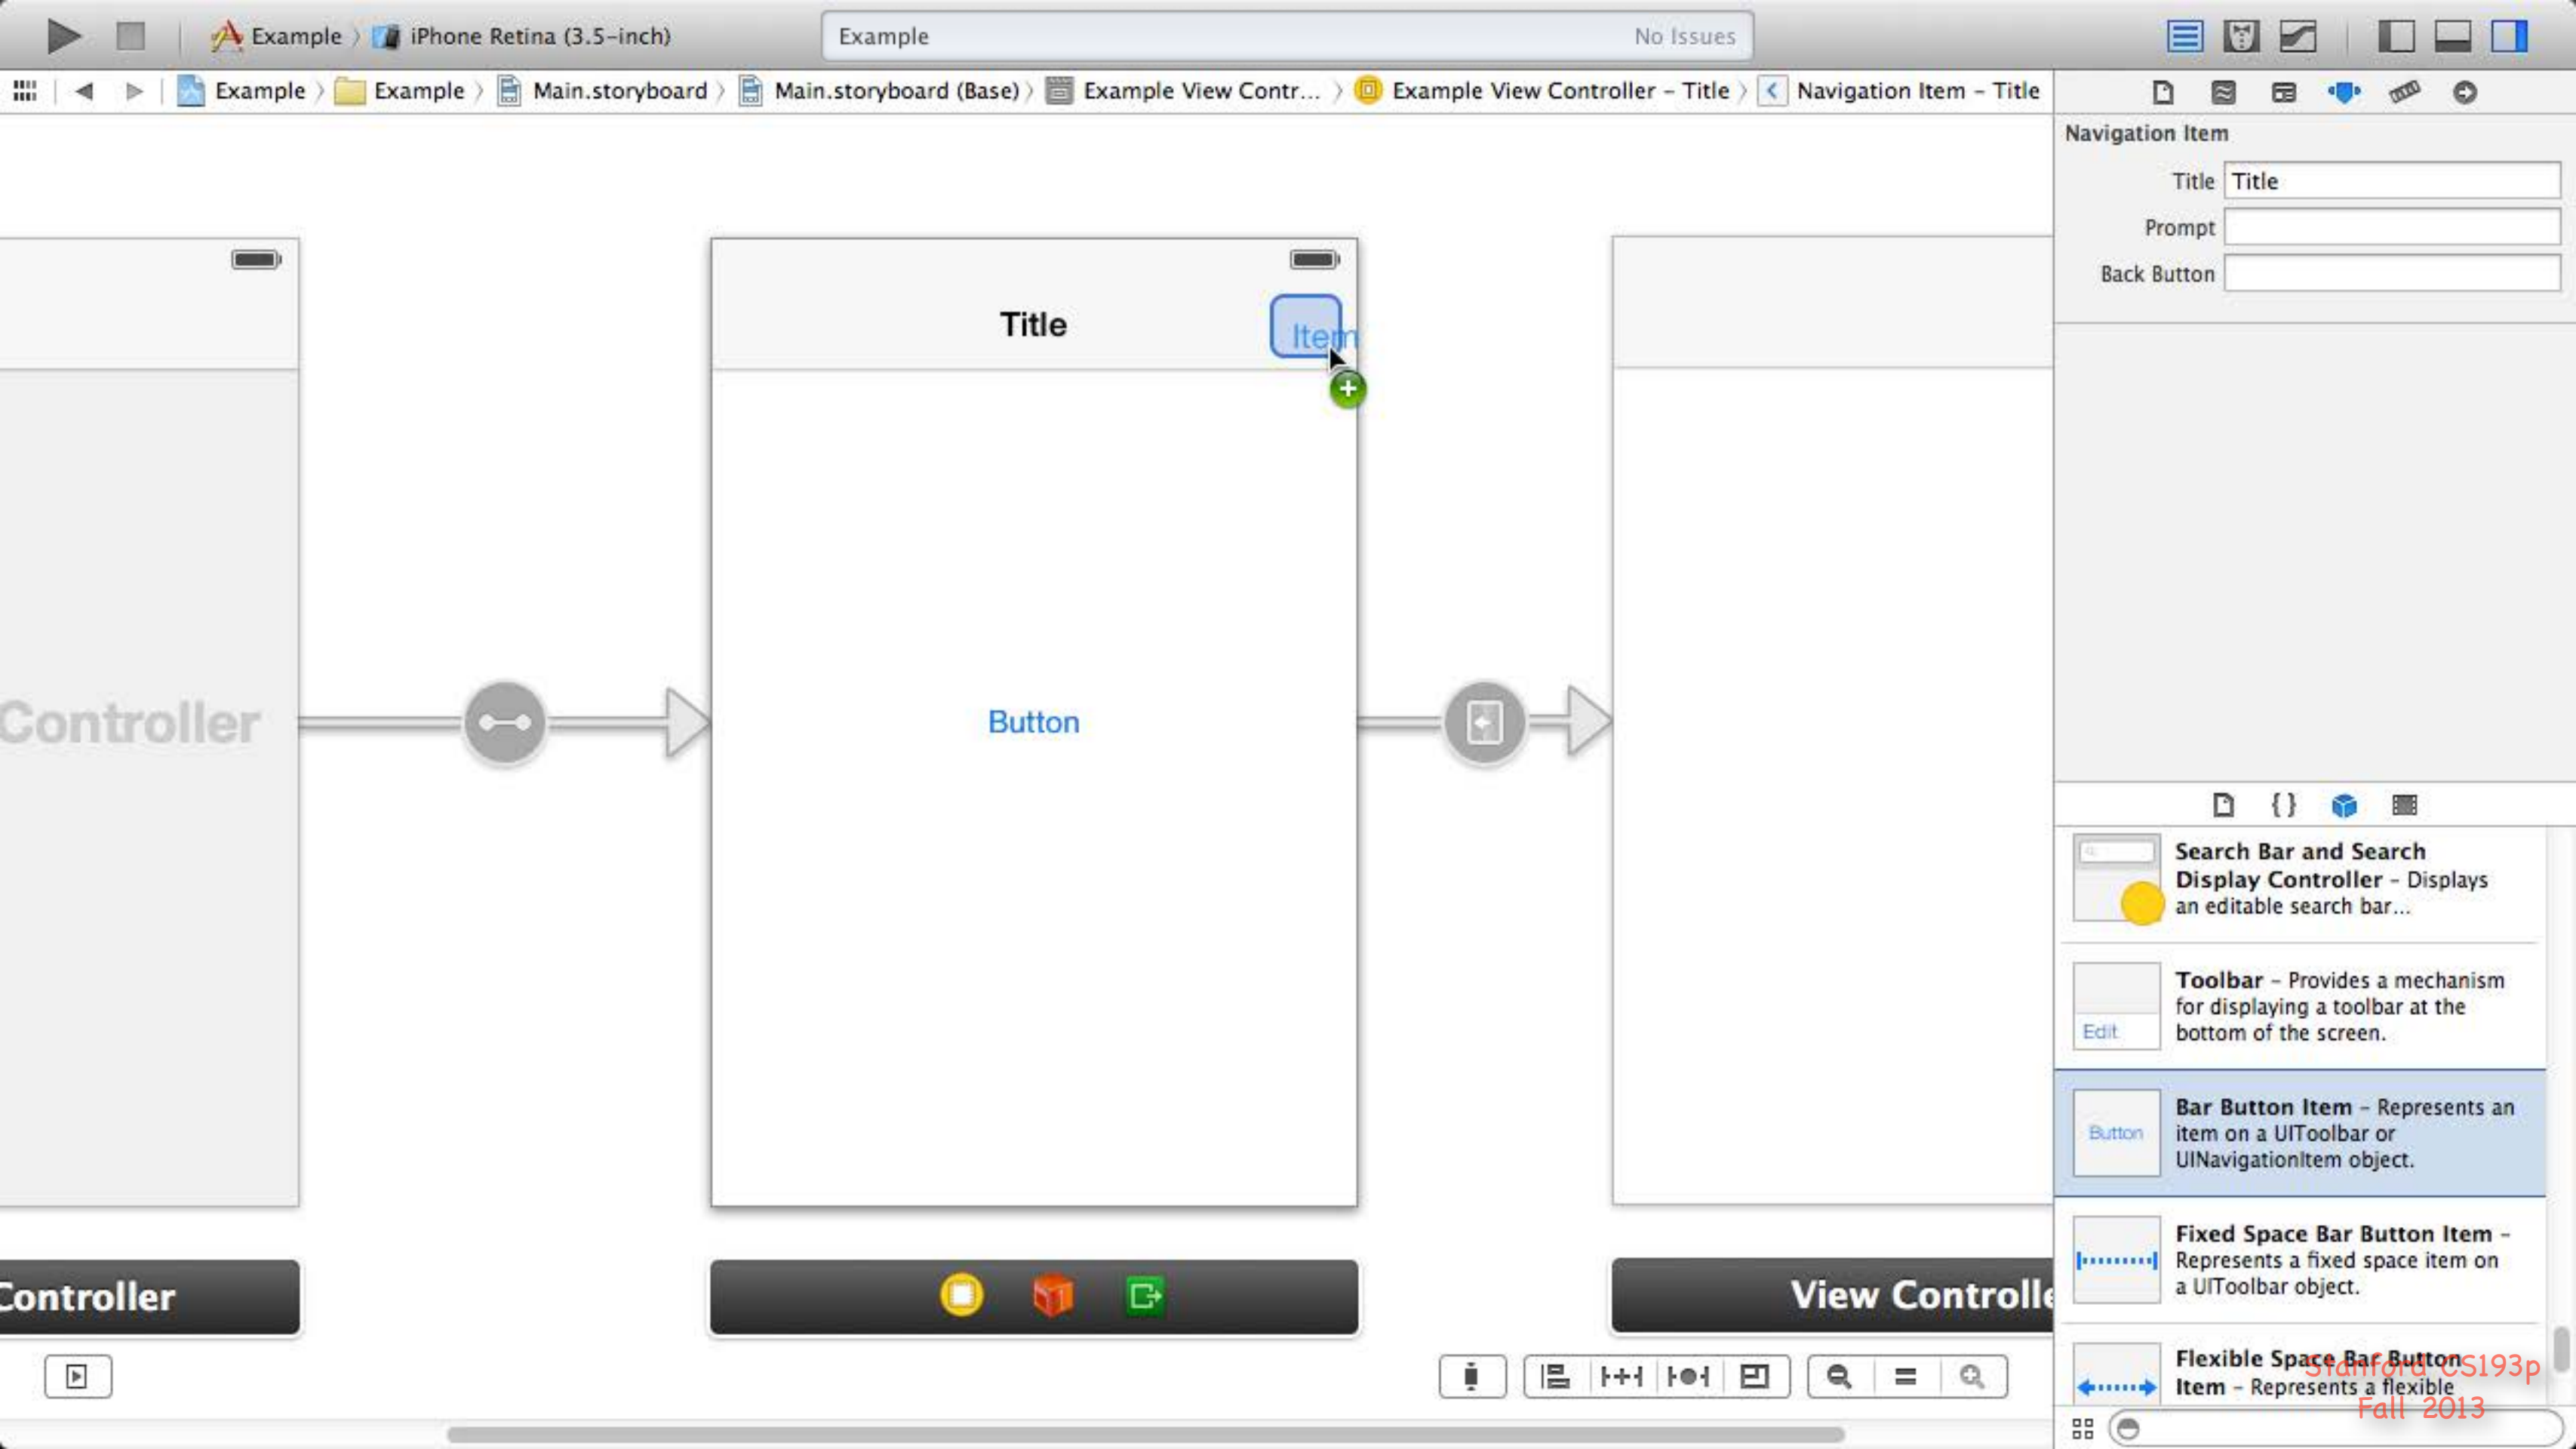 Example iPhone Retina (3.5-inch) Example No Issues
Example Example Main.storyboard Main.storyboard (Base) Example View Contr... Example View Controller – Title Navigation Item – Title
Navigation Item
Title Title
Prompt
Back Button
Title
Item
Button
Controller
Controller
View Controlle
Search Bar and Search
Display Controller – Displays
an editable search bar...
Edit
Toolbar – Provides a mechanism
for displaying a toolbar at the
bottom of the screen.
Button
Bar Button Item – Represents an
item on a UIToolbar or
UINavigationItem object.
Fixed Space Bar Button Item –
Represents a fixed space item on
a UIToolbar object.
Flexible Space Bar Button
Item – Represents a flexible
Stanford CS193p
Fall 2013